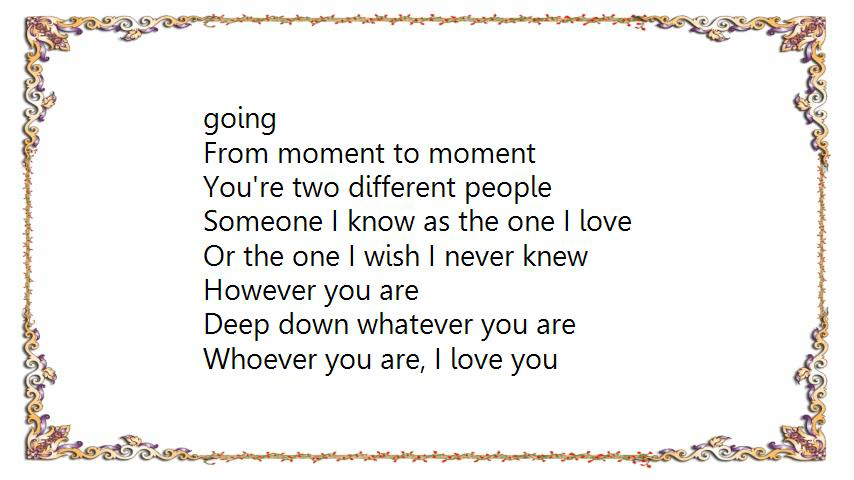 going
From moment to moment
You're two different people
Someone I know as the one I love
Or the one I wish I never knew
However you are
Deep down whatever you are
Whoever you are, I love you